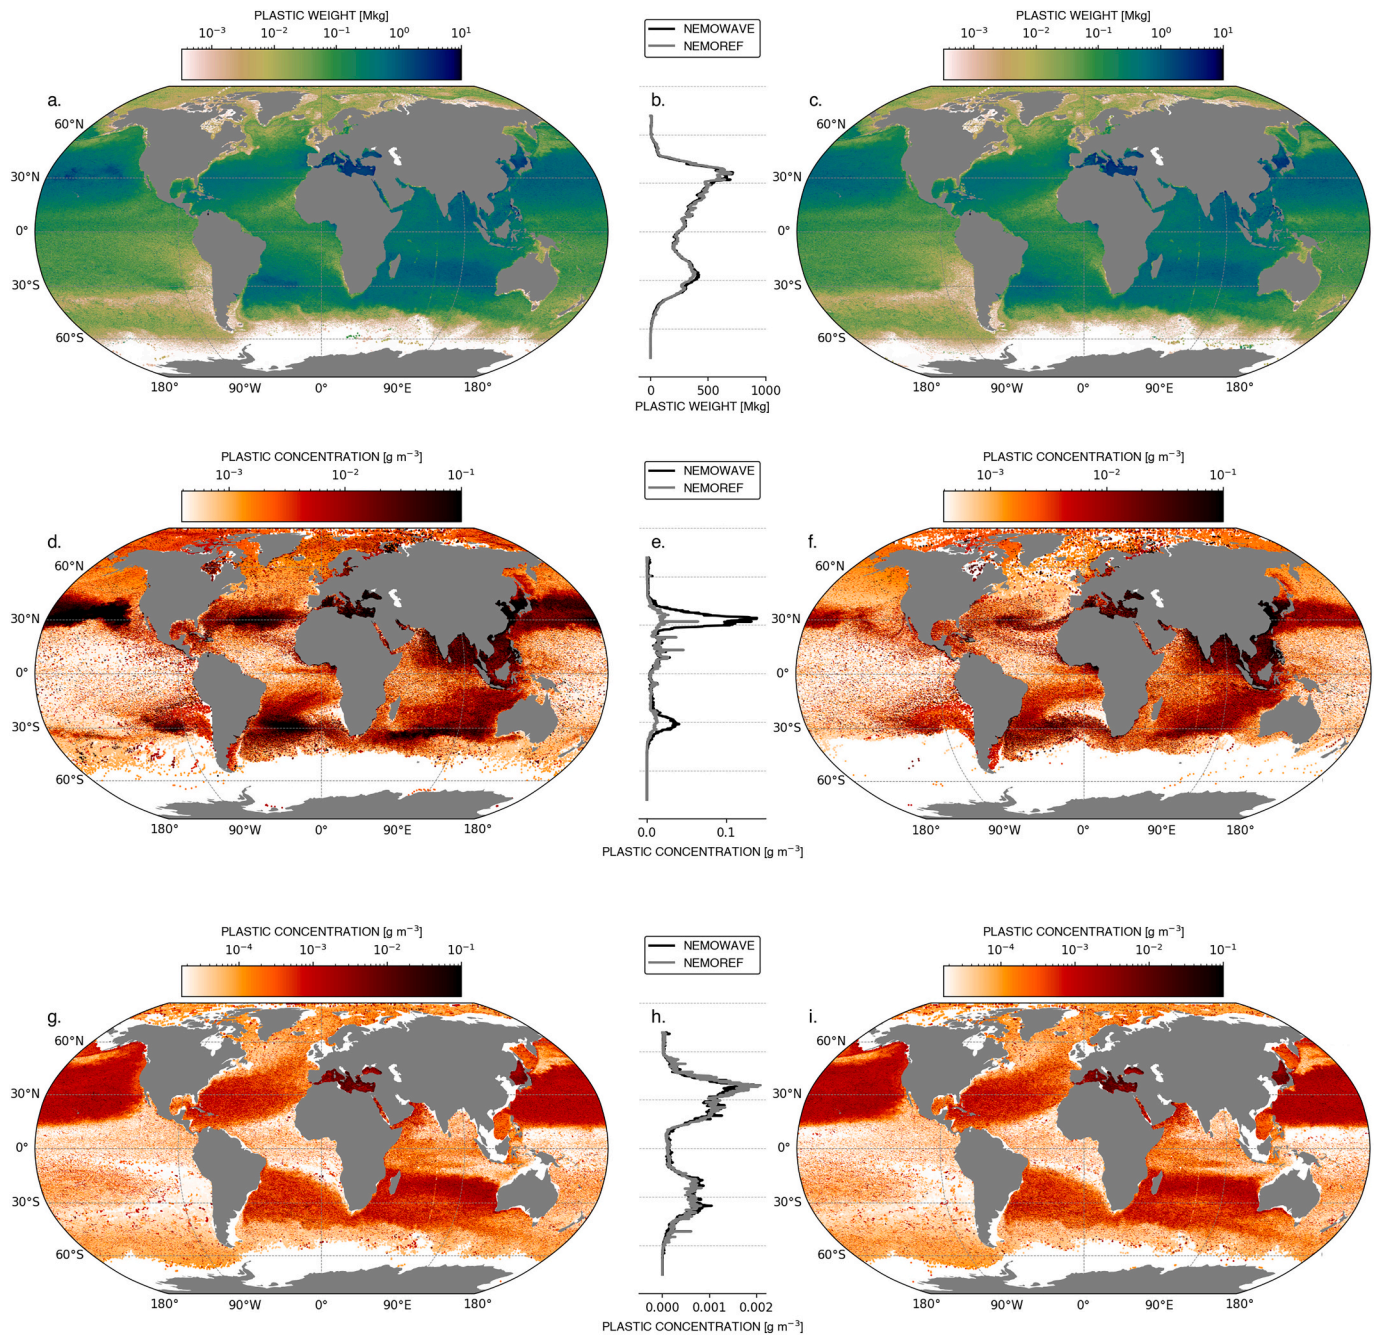 PLASTIC WEIGHT [Mkg]
10⁻³ 10⁻² 10⁻¹ 10⁰ 10¹
NEMOWAVE
NEMOREF
PLASTIC WEIGHT [Mkg]
10⁻³ 10⁻² 10⁻¹ 10⁰ 10¹
a.
60°N
30°N
0°
30°S
60°S
180° 90°W 0° 90°E 180°
b.
0 500 1000
PLASTIC WEIGHT [Mkg]
c.
60°N
30°N
0°
30°S
60°S
180° 90°W 0° 90°E 180°
PLASTIC CONCENTRATION [g m⁻³]
10⁻³ 10⁻² 10⁻¹
NEMOWAVE
NEMOREF
PLASTIC CONCENTRATION [g m⁻³]
10⁻³ 10⁻² 10⁻¹
d.
60°N
30°N
0°
30°S
60°S
180° 90°W 0° 90°E 180°
e.
0.0 0.1
PLASTIC CONCENTRATION [g m⁻³]
f.
60°N
30°N
0°
30°S
60°S
180° 90°W 0° 90°E 180°
PLASTIC CONCENTRATION [g m⁻³]
10⁻⁴ 10⁻³ 10⁻² 10⁻¹
NEMOWAVE
NEMOREF
PLASTIC CONCENTRATION [g m⁻³]
10⁻⁴ 10⁻³ 10⁻² 10⁻¹
g.
60°N
30°N
0°
30°S
60°S
180° 90°W 0° 90°E 180°
h.
0.000 0.001 0.002
PLASTIC CONCENTRATION [g m⁻³]
i.
60°N
30°N
0°
30°S
60°S
180° 90°W 0° 90°E 180°